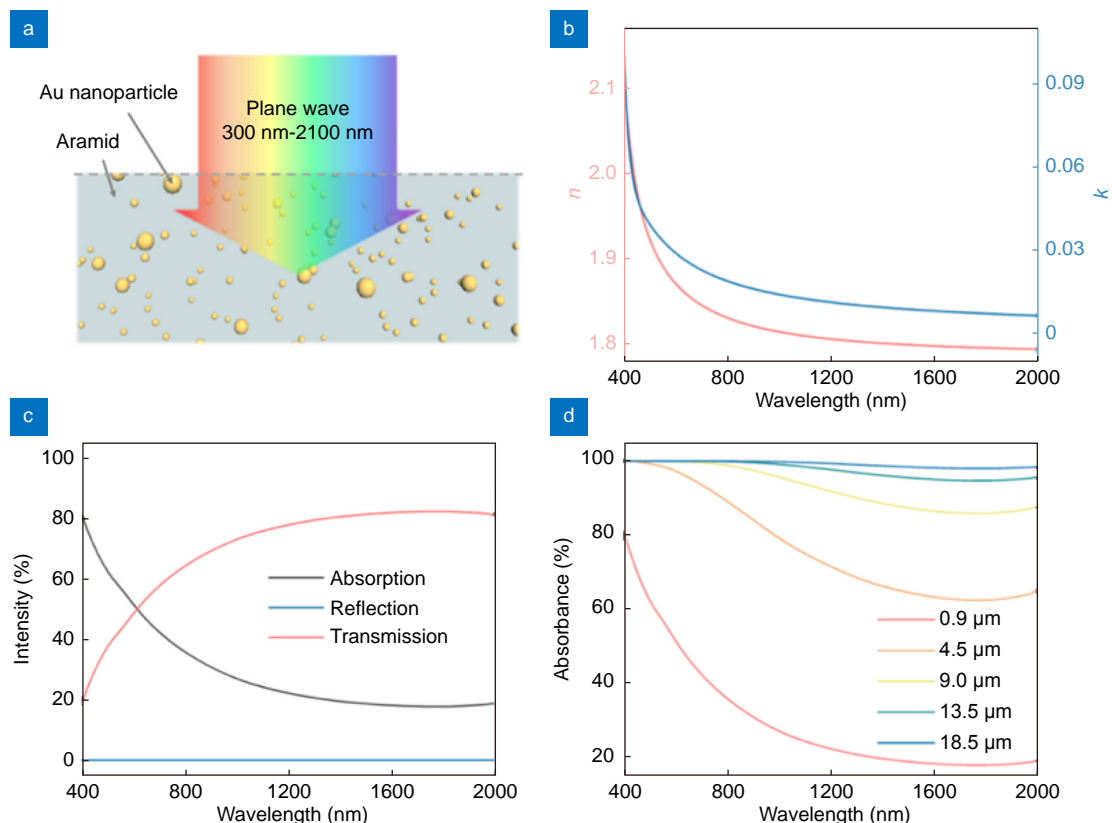 a
Au nanoparticle
Aramid
Plane wave
300 nm-2100 nm
b
n
2.1
2.0
1.9
1.8
k
0.09
0.06
0.03
0
400
800
1200
1600
2000
Wavelength (nm)
c
Intensity (%)
100
80
60
40
20
0
Absorption
Reflection
Transmission
400
800
1200
1600
2000
Wavelength (nm)
d
Absorbance (%)
100
80
60
40
20
0.9 µm
4.5 µm
9.0 µm
13.5 µm
18.5 µm
400
800
1200
1600
2000
Wavelength (nm)